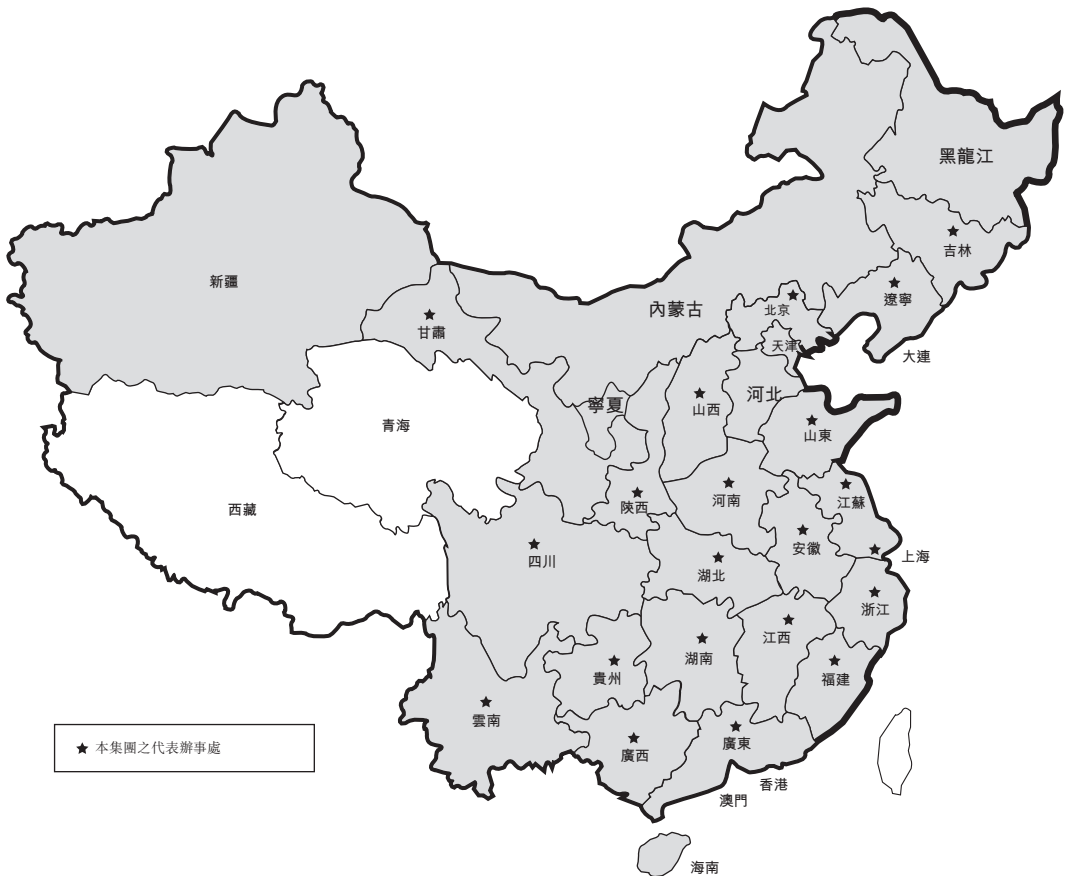 黑龍江
吉林
新疆
遼寧
內蒙古
北京
甘肅
天津
大連
河北
寧夏
山西
青海
山東
河南
江蘇
陝西
西藏
安徽
上海
四川
湖北
浙江
江西
湖南
貴州
福建
雲南
廣東
★ 本集團之代表辦事處
廣西
香港
澳門
海南